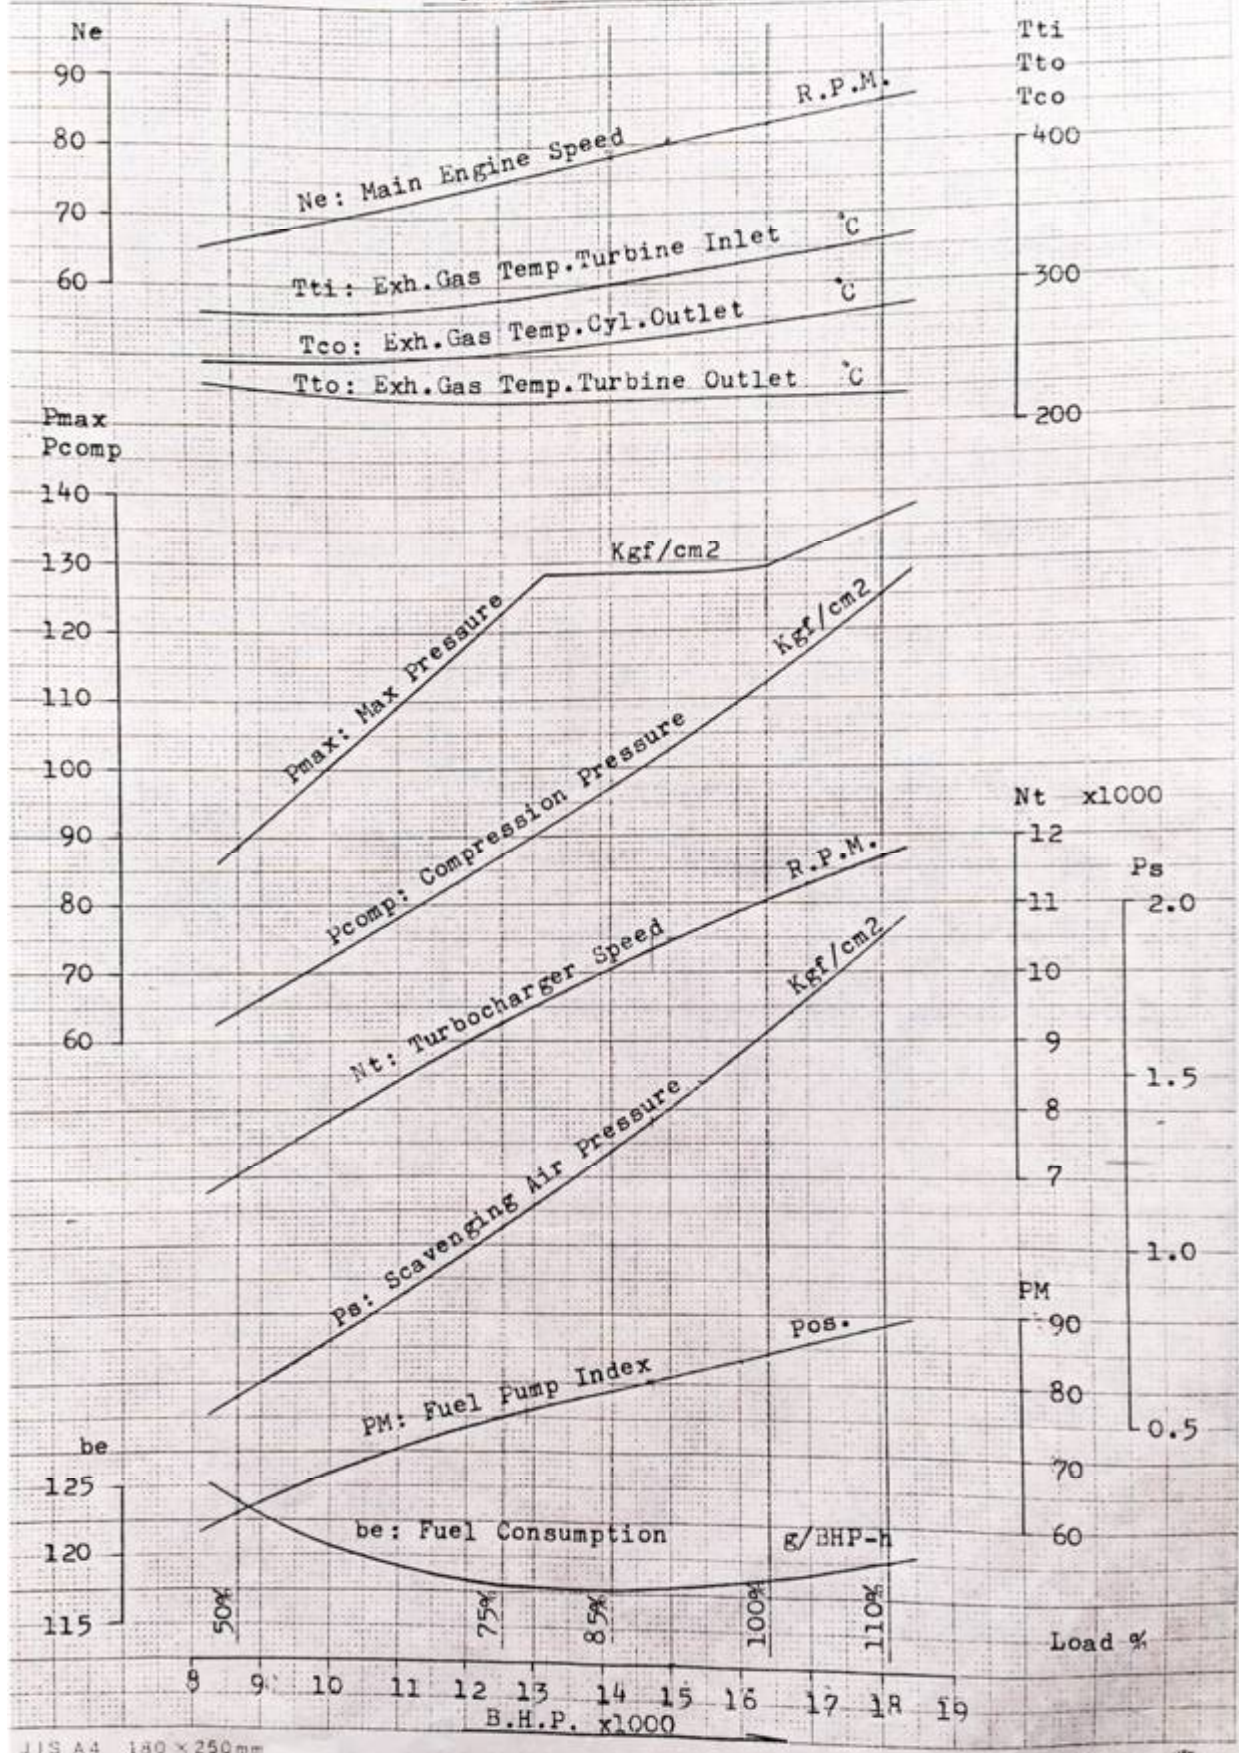 Ne
Tti
Tto
Tco
90
80
70
60
400
300
200
R.P.M.
Ne: Main Engine Speed
Tti: Exh.Gas Temp.Turbine Inlet °C
Tco: Exh.Gas Temp.Cyl.Outlet °C
Tto: Exh.Gas Temp.Turbine Outlet °C
Pmax
Pcomp
140
130
120
110
100
90
80
70
60
Kgf/cm2
Pmax: Max Pressure
Kgf/cm2
Pcomp: Compression Pressure
Nt x1000
12
11
10
9
8
7
Ps
2.0
1.5
1.0
0.5
R.P.M.
Nt: Turbocharger Speed
Kgf/cm2
Ps: Scavenging Air Pressure
PM
90
80
70
60
Pos.
PM: Fuel Pump Index
be
125
120
115
be: Fuel Consumption g/BHP-h
50% 75% 85% 100% 110% Load %
8 9 10 11 12 13 14 15 16 17 18 19
B.H.P. x1000
JIS A4 180×250mm